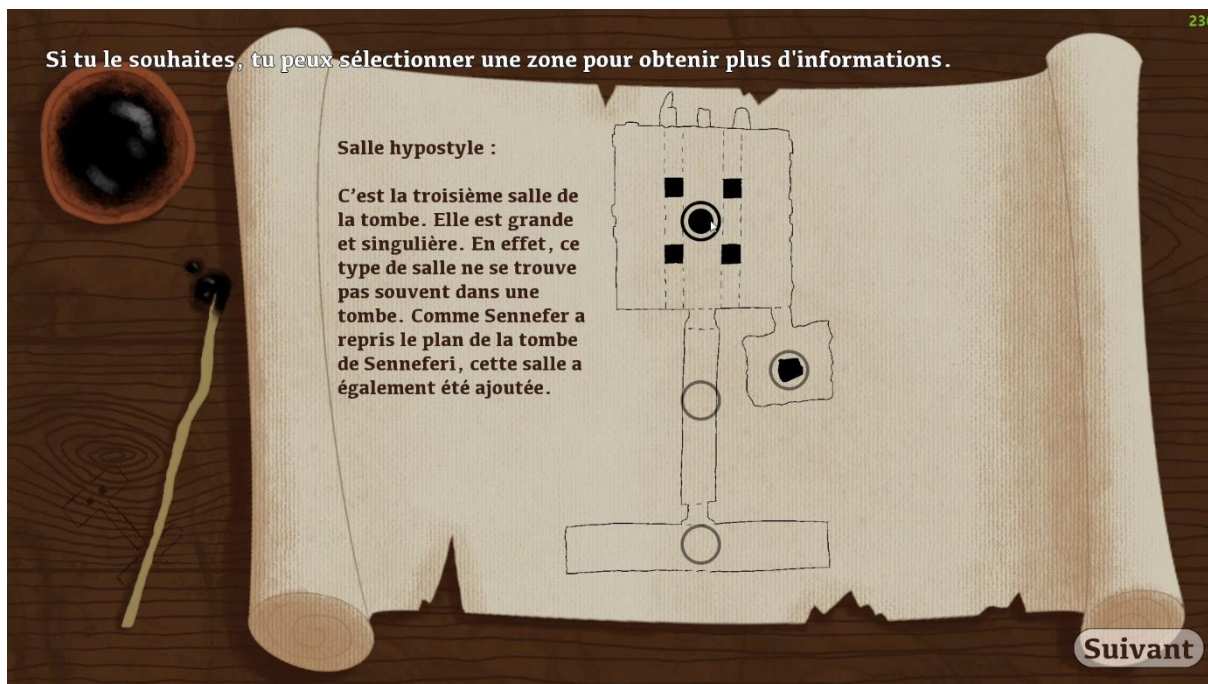 230
Si tu le souhaites, tu peux sélectionner une zone pour obtenir plus d'informations.
Salle hypostyle :
C'est la troisième salle de
la tombe. Elle est grande
et singulière. En effet, ce
type de salle ne se trouve
pas souvent dans une
tombe. Comme Sennefer a
repris le plan de la tombe
de Senneferi, cette salle a
également été ajoutée.
Suivant